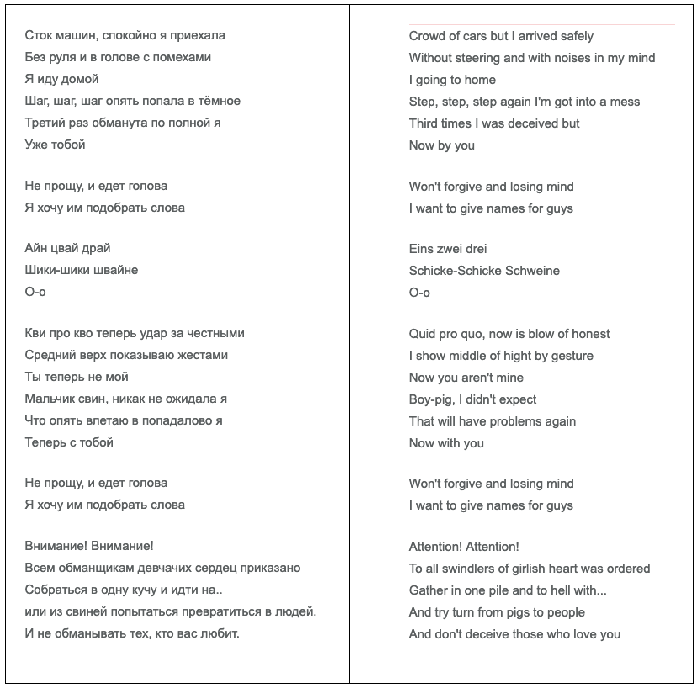 Сток машин, спокойно я приехала
Без руля и в голове с помехами
Я иду домой
Шаг, шаг, шаг опять попала в тёмное
Третий раз обманута по полной я
Уже тобой
Не прощу, и едет голова
Я хочу им подобрать слова
Айн цвай драй
Шики-шики швайне
О-о
Кви про кво теперь удар за честными
Средний верх показываю жестами
Ты теперь не мой
Мальчик свин, никак не ожидала я
Что опять влетаю в попадалово я
Теперь с тобой
Не прощу, и едет голова
Я хочу им подобрать слова
Внимание! Внимание!
Всем обманщикам девчачих сердец приказано
Собраться в одну кучу и идти на..
или из свиней попытаться превратиться в людей.
И не обманывать тех, кто вас любит.
Crowd of cars but I arrived safely
Without steering and with noises in my mind
I going to home
Step, step, step again I'm got into a mess
Third times I was deceived but
Now by you
Won't forgive and losing mind
I want to give names for guys
Eins zwei drei
Schicke-Schicke Schweine
O-o
Quid pro quo, now is blow of honest
I show middle of hight by gesture
Now you aren't mine
Boy-pig, I didn't expect
That will have problems again
Now with you
Won't forgive and losing mind
I want to give names for guys
Attention! Attention!
To all swindlers of girlish heart was ordered
Gather in one pile and to hell with...
And try turn from pigs to people
And don't deceive those who love you